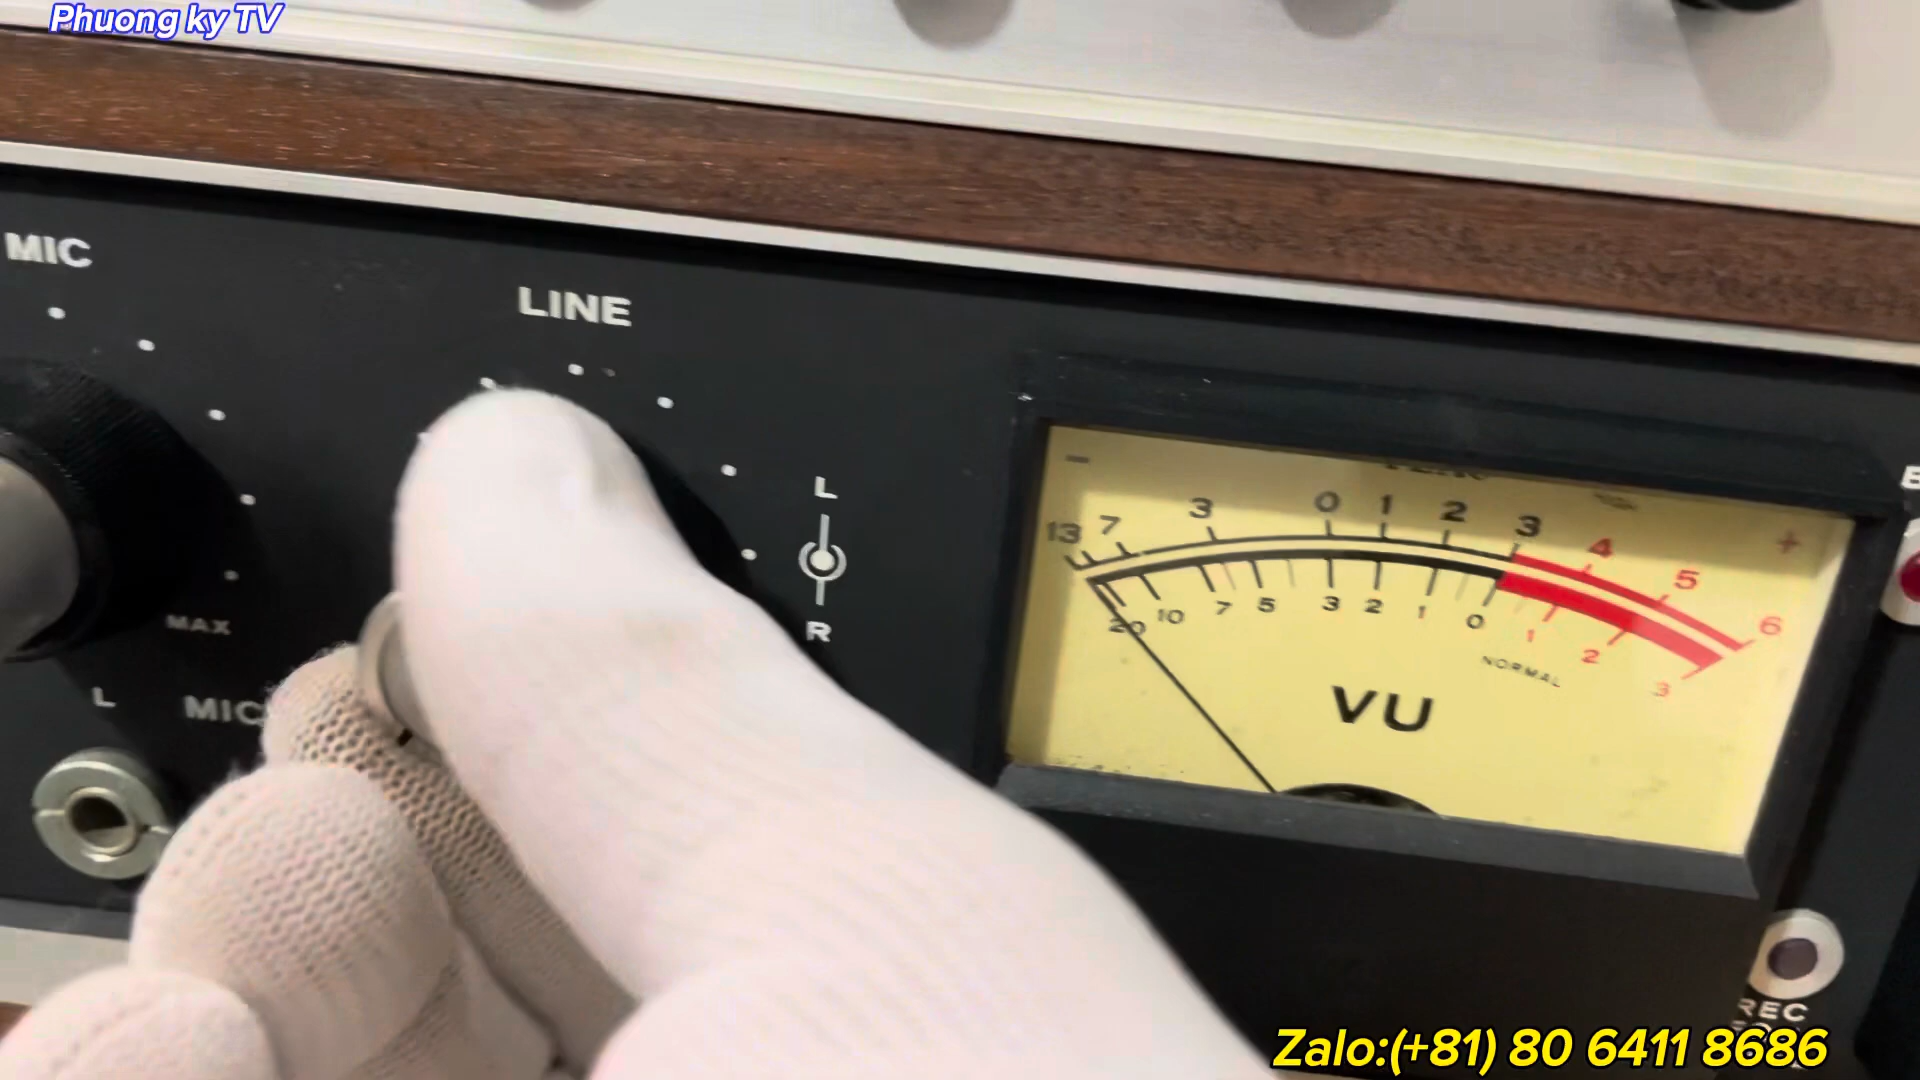 Phuong ky TV
MIC
LINE
L
R
MAX
L
MIC
−
+
13 7 3 0 1 2 3 4 5 6
20 10 7 5 3 2 1 0 1 2 3
NORMAL
VU
REC
Zalo:(+81) 80 6411 8686